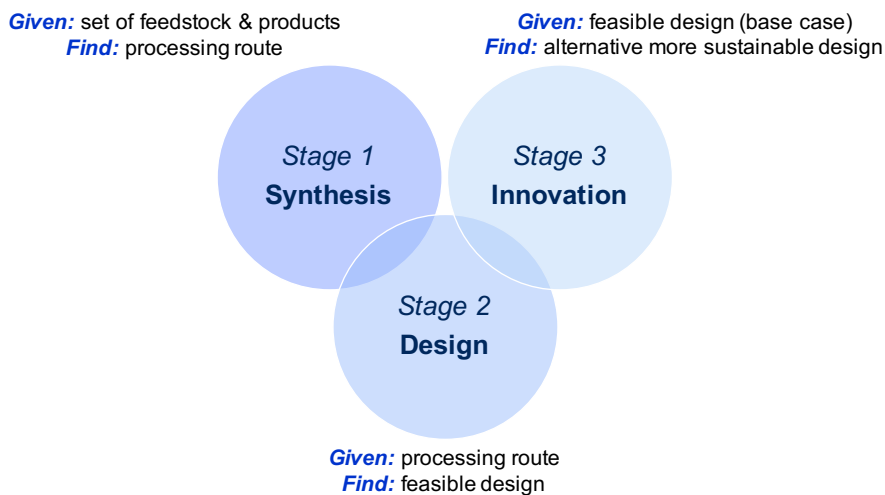 Given: set of feedstock & products
Find: processing route
Given: feasible design (base case)
Find: alternative more sustainable design
Stage 1
Synthesis
Stage 3
Innovation
Stage 2
Design
Given: processing route
Find: feasible design